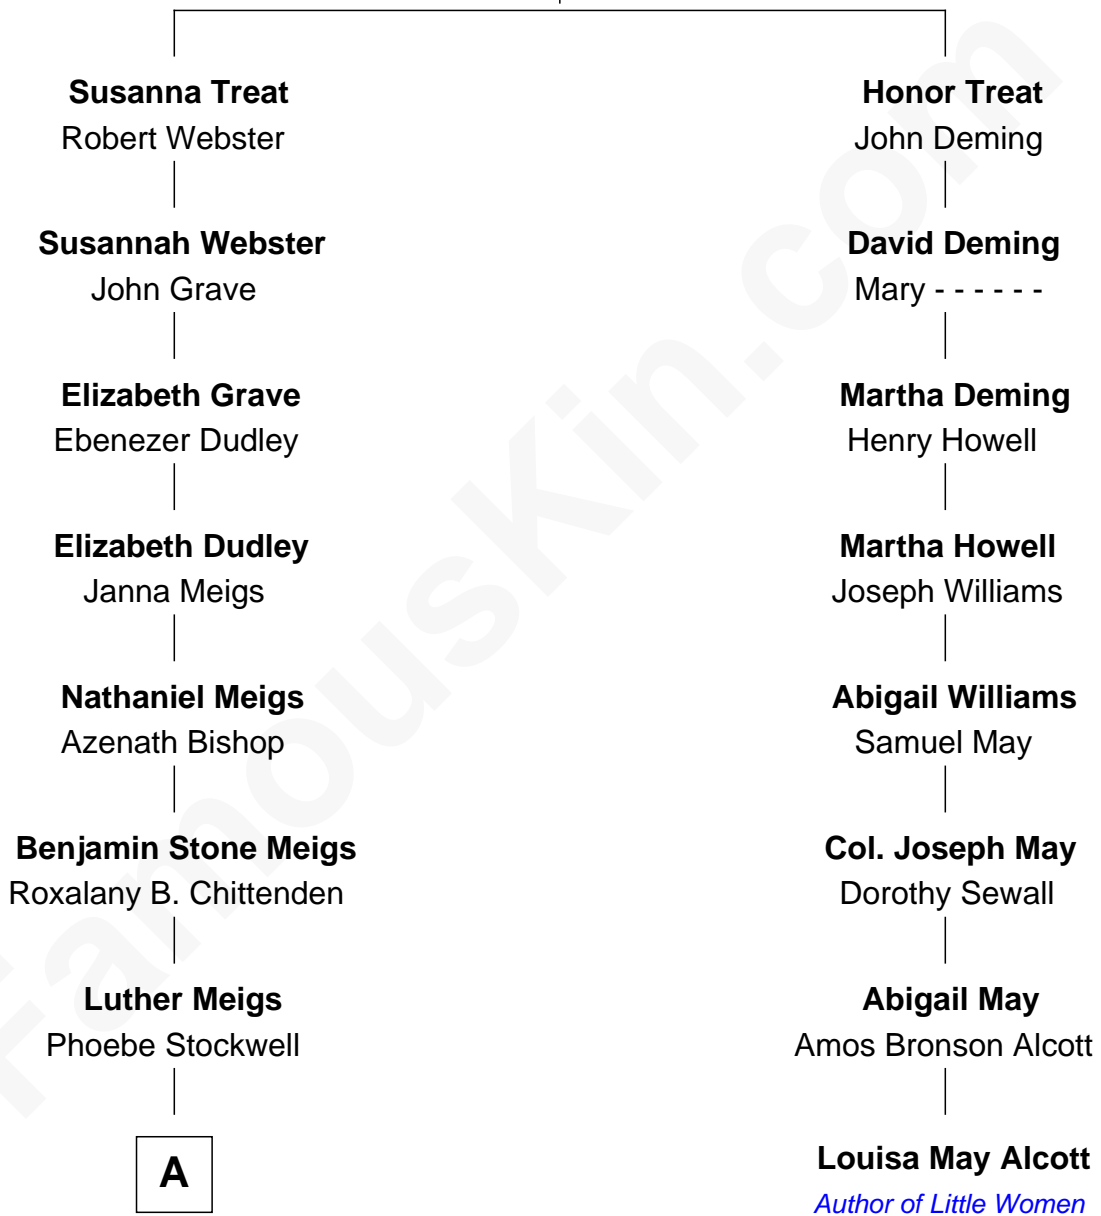 Susanna Treat
Robert Webster
Susannah Webster
John Grave
Elizabeth Grave
Ebenezer Dudley
Elizabeth Dudley
Janna Meigs
Nathaniel Meigs
Azenath Bishop
Benjamin Stone Meigs
Roxalany B. Chittenden
Luther Meigs
Phoebe Stockwell
A
Honor Treat
John Deming
David Deming
Mary - - - - - -
Martha Deming
Henry Howell
Martha Howell
Joseph Williams
Abigail Williams
Samuel May
Col. Joseph May
Dorothy Sewall
Abigail May
Amos Bronson Alcott
Louisa May Alcott
Author of Little Women
FamousKin.com